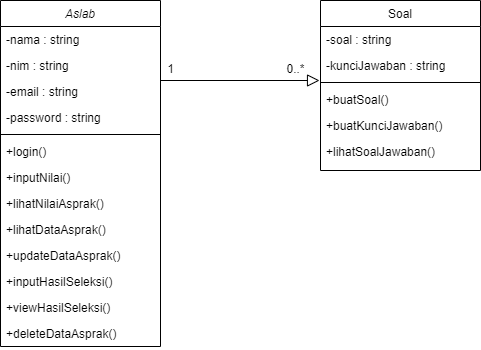 Aslab
-nama : string
-nim : string
-email : string
-password : string
+login()
+inputNilai()
+lihatNilaiAsprak()
+lihatDataAsprak()
+updateDataAsprak()
+inputHasilSeleksi()
+viewHasilSeleksi()
+deleteDataAsprak()
1
0..*
Soal
-soal : string
-kunciJawaban : string
+buatSoal()
+buatKunciJawaban()
+lihatSoalJawaban()